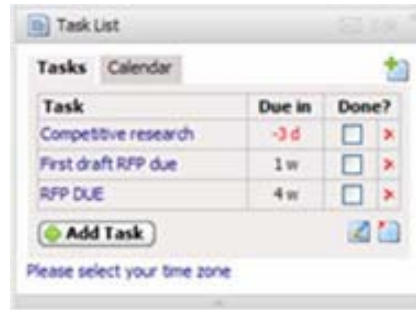 Task List
Tasks Calendar
Task Due in Done?
Competitive research -3 d
First draft RFP due 1 w
RFP DUE 4 w
Add Task
Please select your time zone